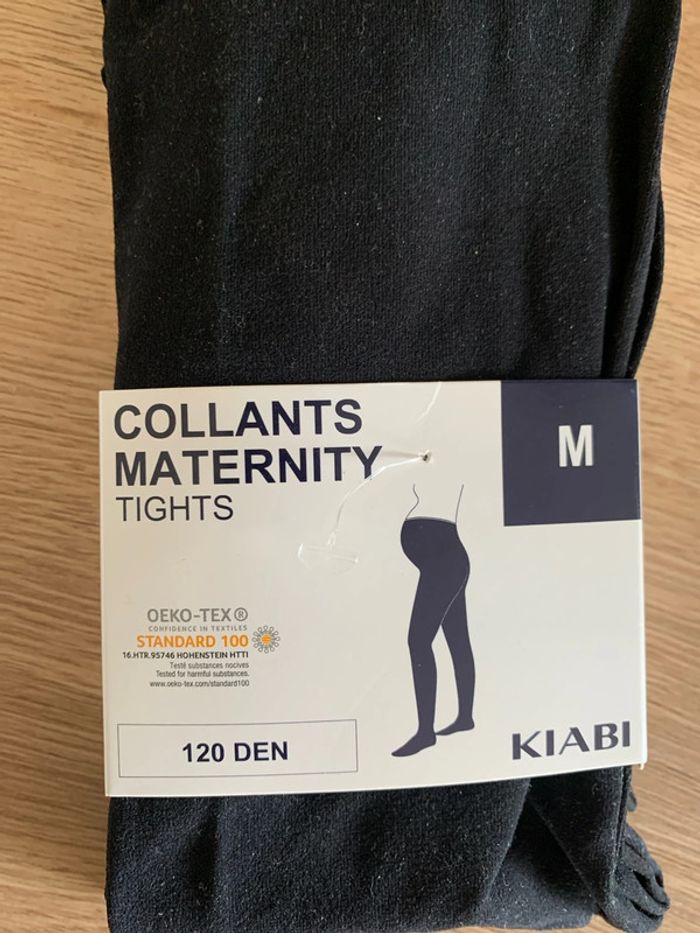 COLLANTS
MATERNITY
TIGHTS
M
OEKO-TEX®
CONFIDENCE IN TEXTILES
STANDARD 100
16.HTR.95746 HOHENSTEIN HTTI
Testé substances nocives
Tested for harmful substances.
www.oeko-tex.com/standard100
120 DEN
KIABI